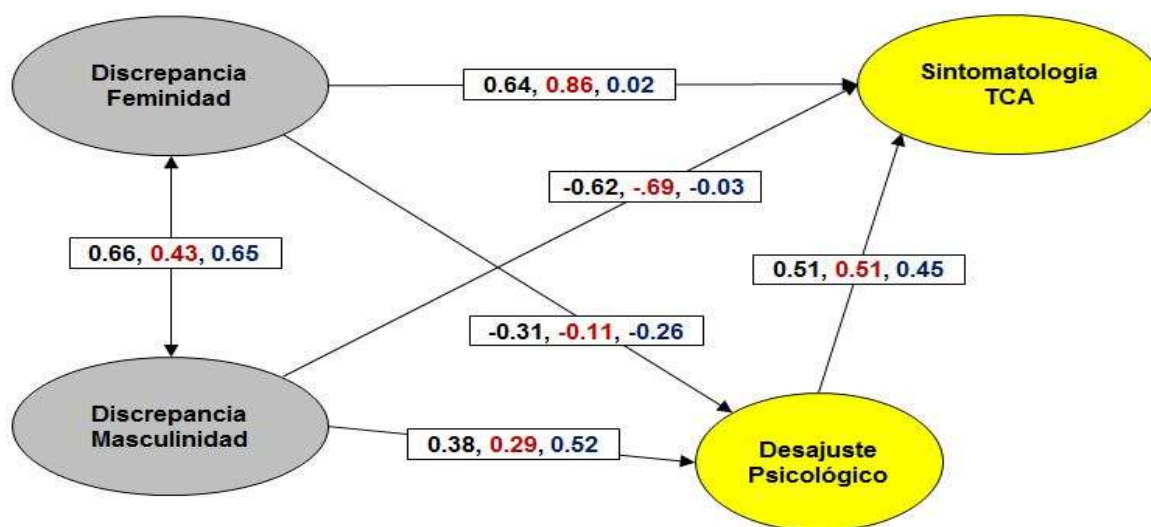 Discrepancia
Feminidad
0.64, 0.86, 0.02
Sintomatología
TCA
-0.62, -.69, -0.03
0.66, 0.43, 0.65
0.51, 0.51, 0.45
-0.31, -0.11, -0.26
Discrepancia
Masculinidad
0.38, 0.29, 0.52
Desajuste
Psicológico